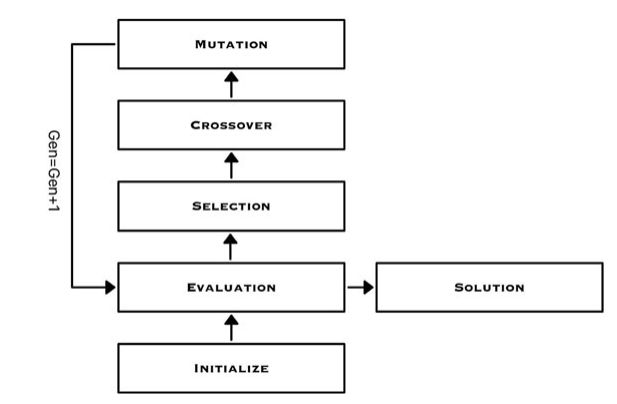 MUTATION
CROSSOVER
Gen=Gen+1
SELECTION
EVALUATION
SOLUTION
INITIALIZE